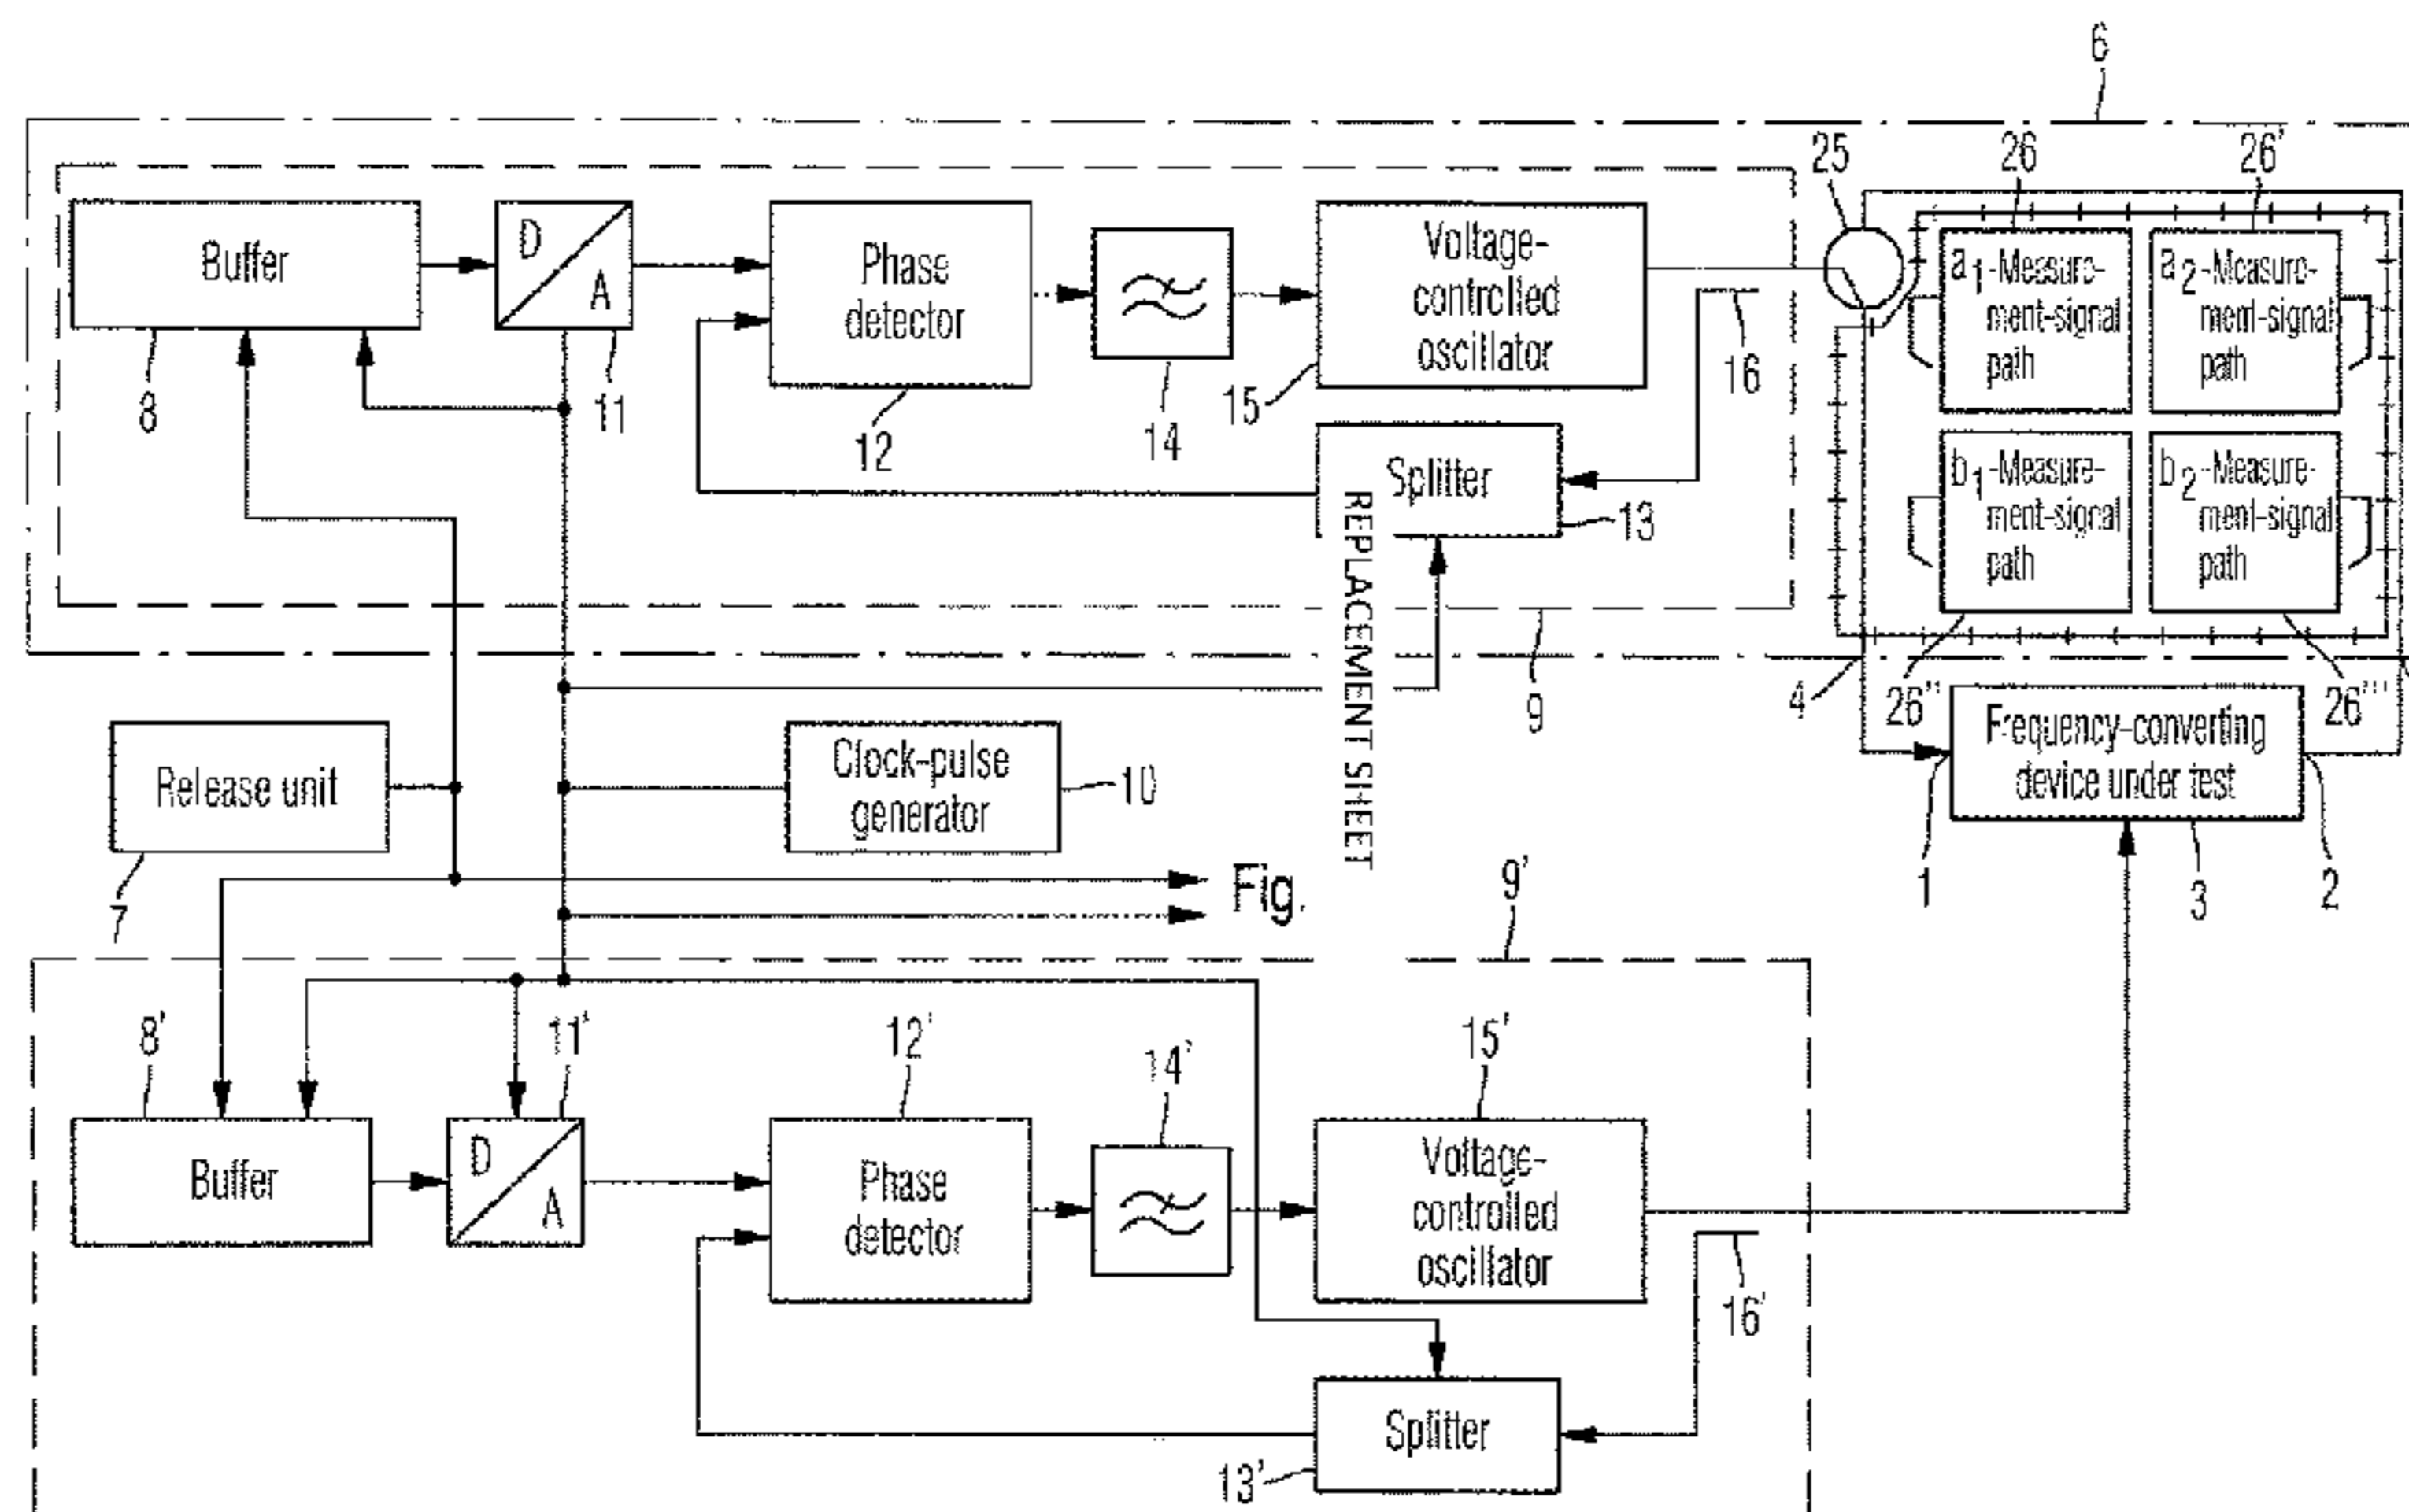 6
25
26
26'
Buffer
D
A
Phase
detector
Voltage-
controlled
oscillator
a1-Measure-
ment-signal
path
a2-Measure-
ment-signal
path
8
11
12
14
15
16
Splitter
13
b1-Measure-
ment-signal
path
b2-Measure-
ment-signal
path
REPLACEMENT SHEET
9
4
26"
26'''
Release unit
7
Clock-pulse
generator
10
Frequency-converting
device under test
1
3
2
Fig.
9'
8'
11'
12'
14'
15'
Buffer
D
A
Phase
detector
Voltage-
controlled
oscillator
16'
Splitter
13'